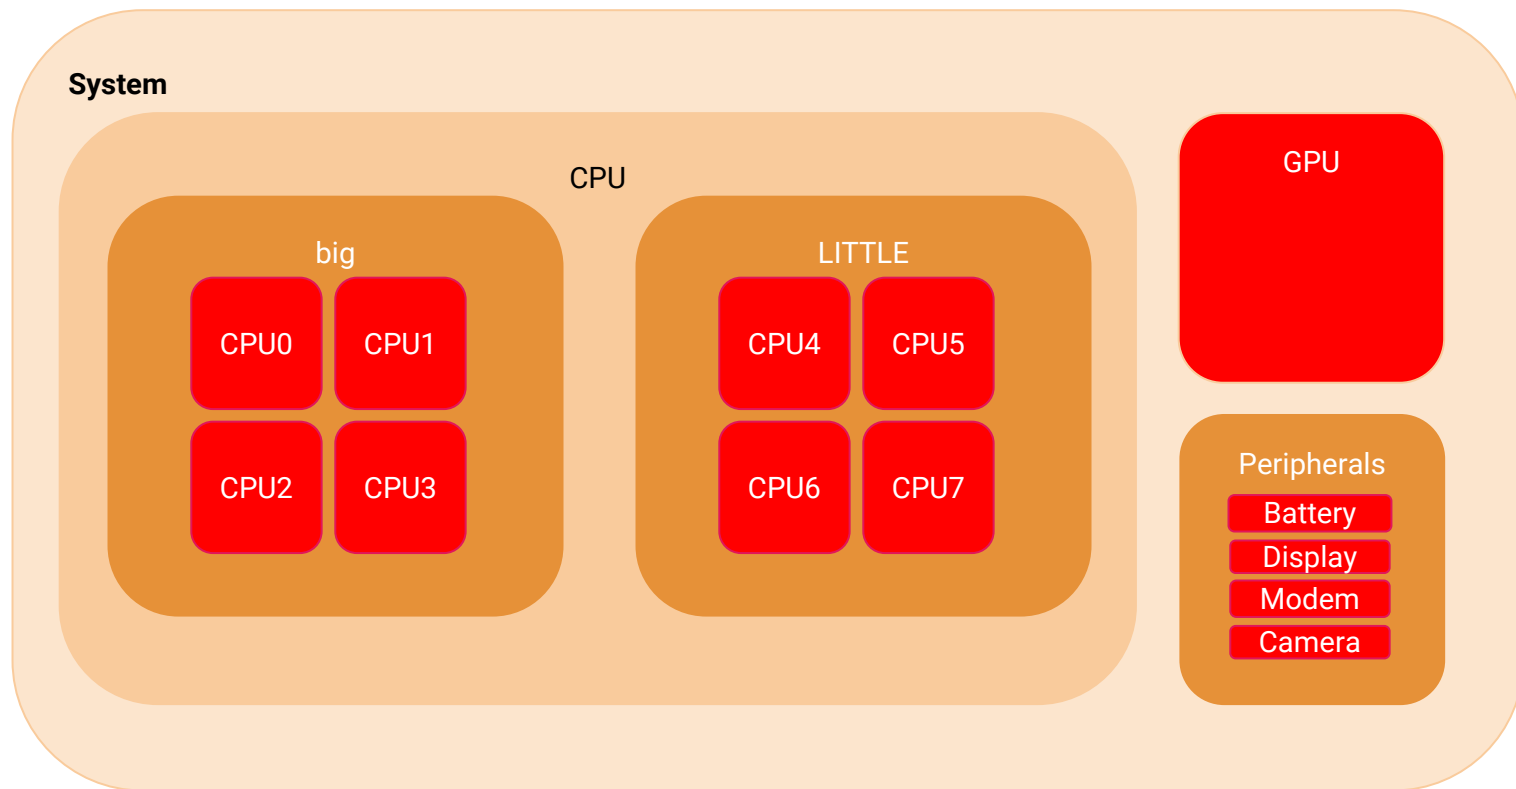 System
CPU
big
CPU0
CPU1
CPU2
CPU3
LITTLE
CPU4
CPU5
CPU6
CPU7
GPU
Peripherals
Battery
Display
Modem
Camera